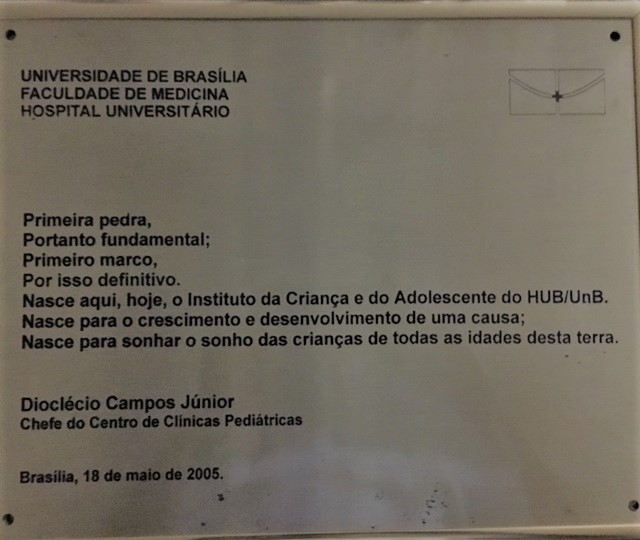 UNIVERSIDADE DE BRASÍLIA
FACULDADE DE MEDICINA
HOSPITAL UNIVERSITÁRIO
Primeira pedra,
Portanto fundamental;
Primeiro marco,
Por isso definitivo.
Nasce aqui, hoje, o Instituto da Criança e do Adolescente do HUB/UnB.
Nasce para o crescimento e desenvolvimento de uma causa;
Nasce para sonhar o sonho das crianças de todas as idades desta terra.
Dioclécio Campos Júnior
Chefe do Centro de Clínicas Pediátricas
Brasília, 18 de maio de 2005.